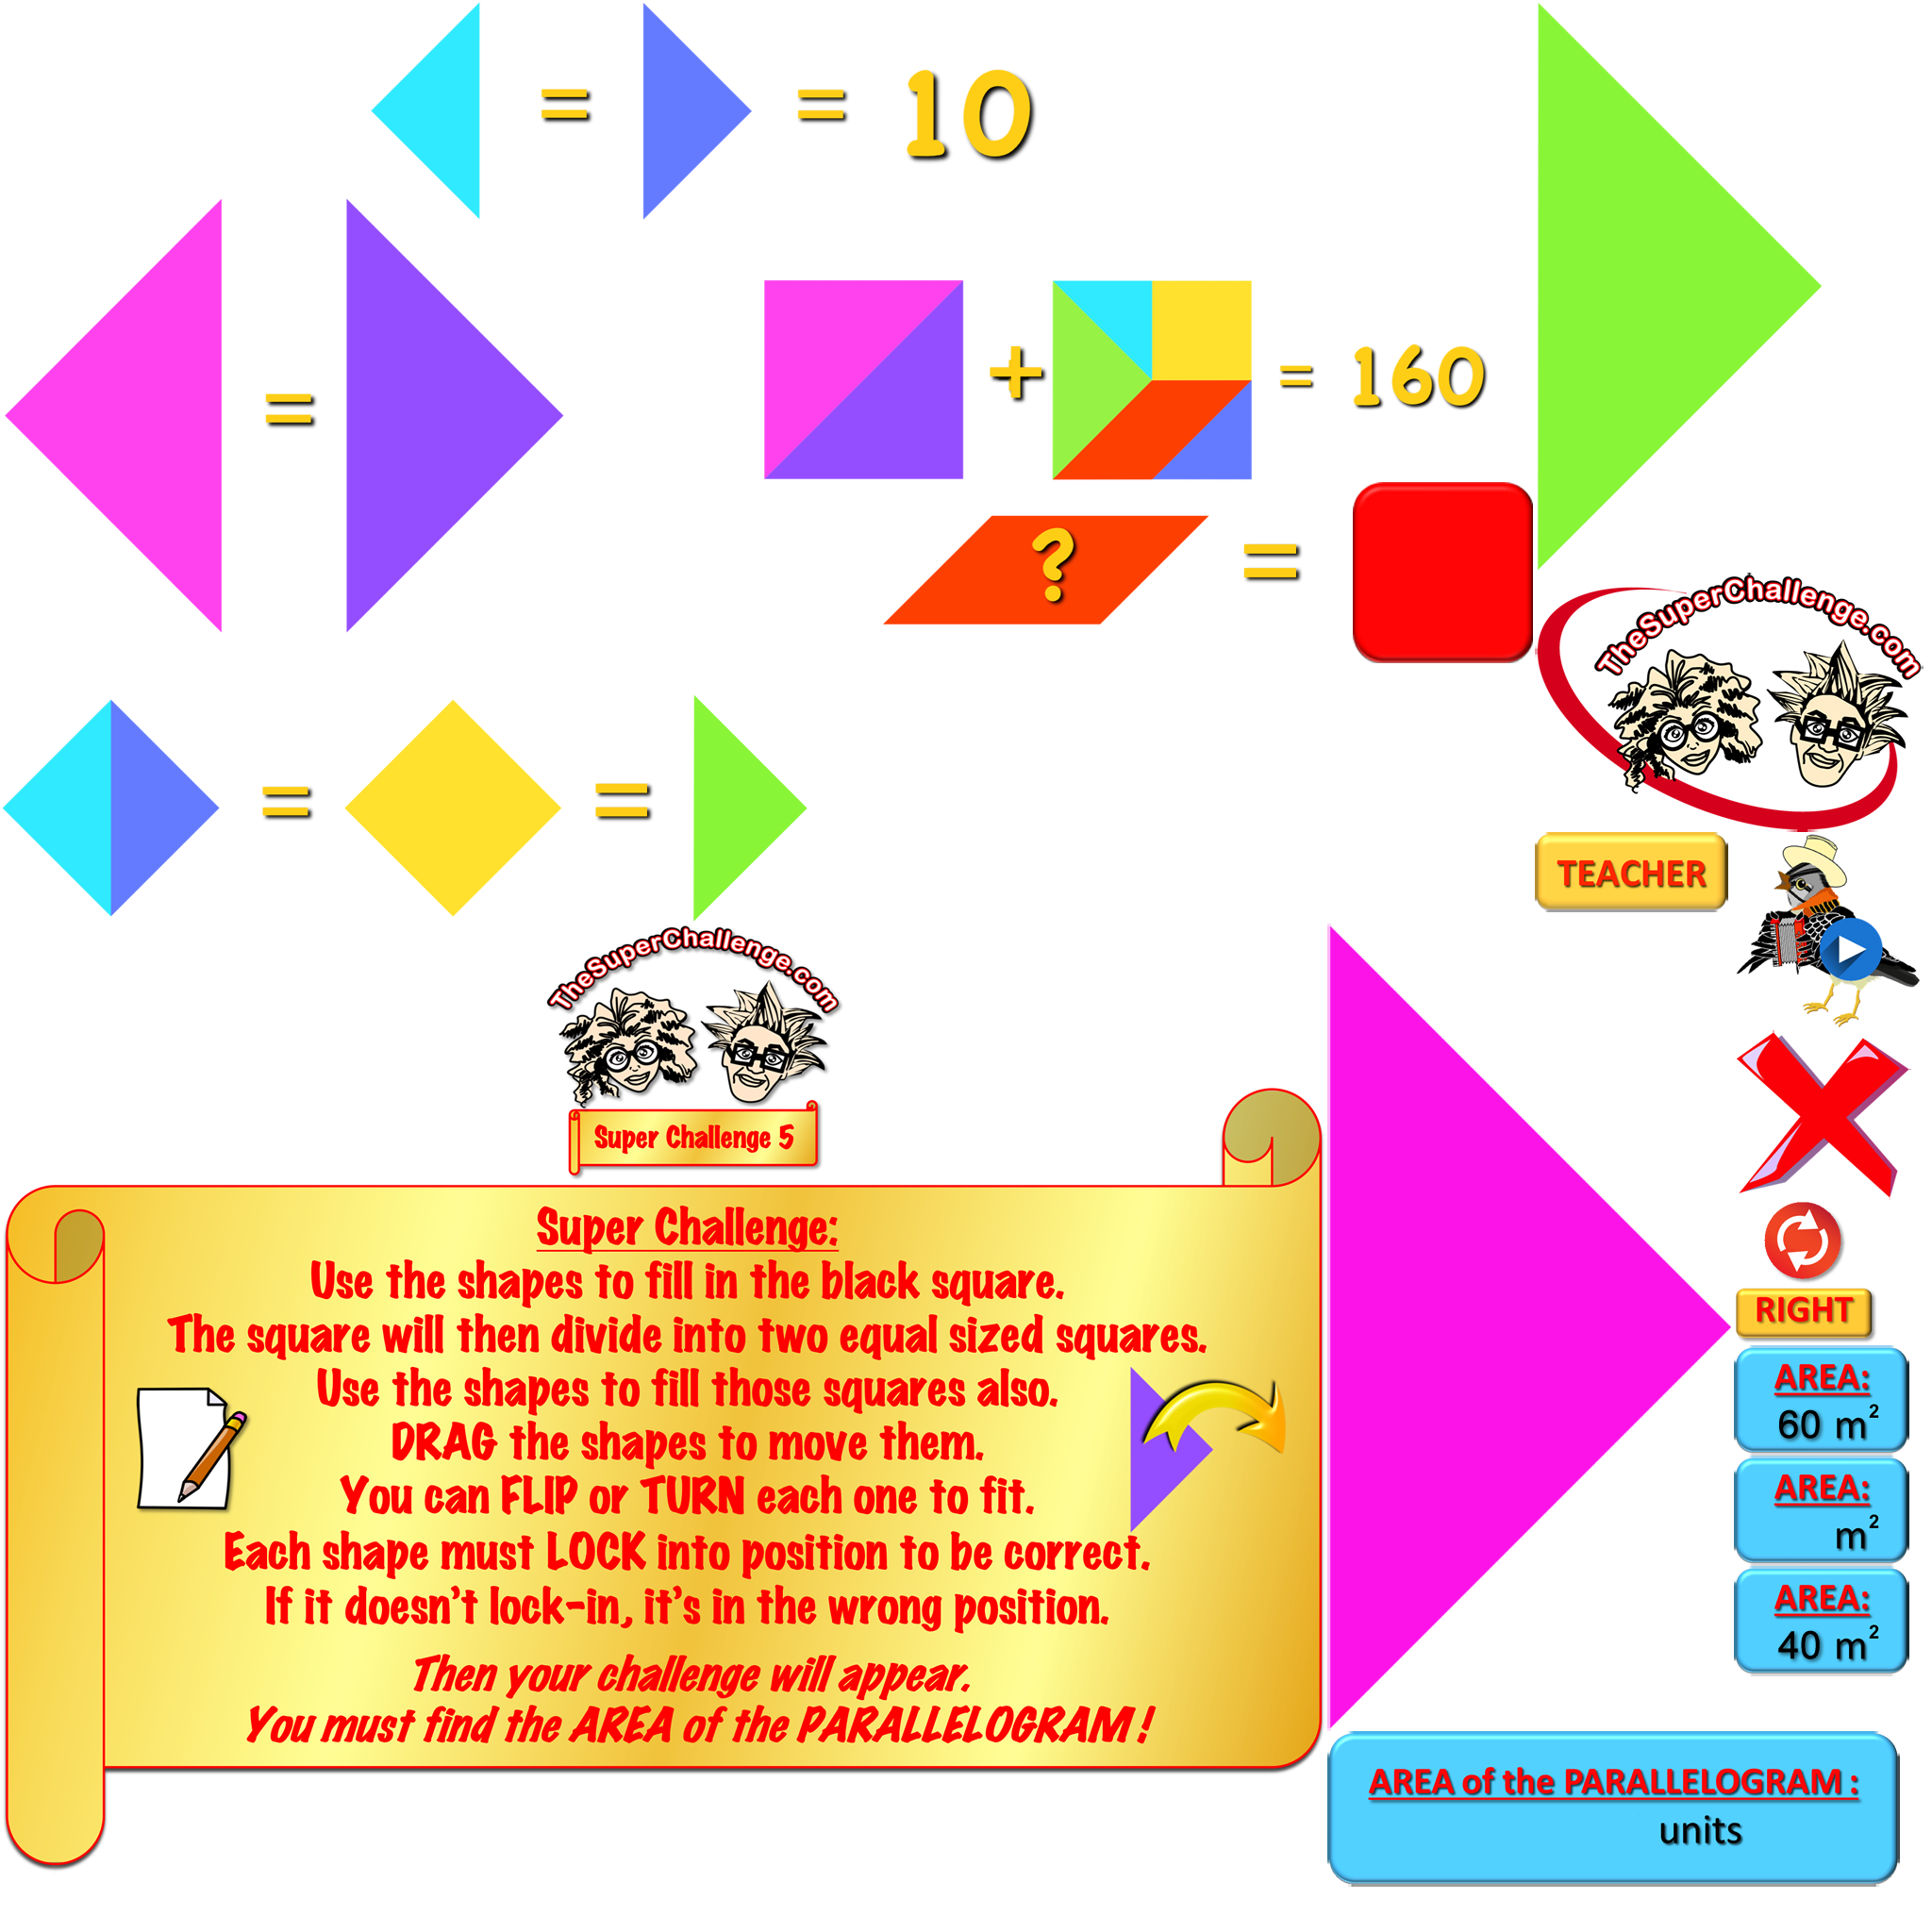 = = 10
=
+ = 160
? =
TheSuperChallenge.com
= =
TEACHER
TheSuperChallenge.com
Super Challenge 5
Super Challenge:
Use the shapes to fill in the black square.
The square will then divide into two equal sized squares.
Use the shapes to fill those squares also.
DRAG the shapes to move them.
You can FLIP or TURN each one to fit.
Each shape must LOCK into position to be correct.
If it doesn't lock-in, it's in the wrong position.
Then your challenge will appear.
You must find the AREA of the PARALLELOGRAM!
RIGHT
AREA:
60 m²
AREA:
m²
AREA:
40 m²
AREA of the PARALLELOGRAM :
units